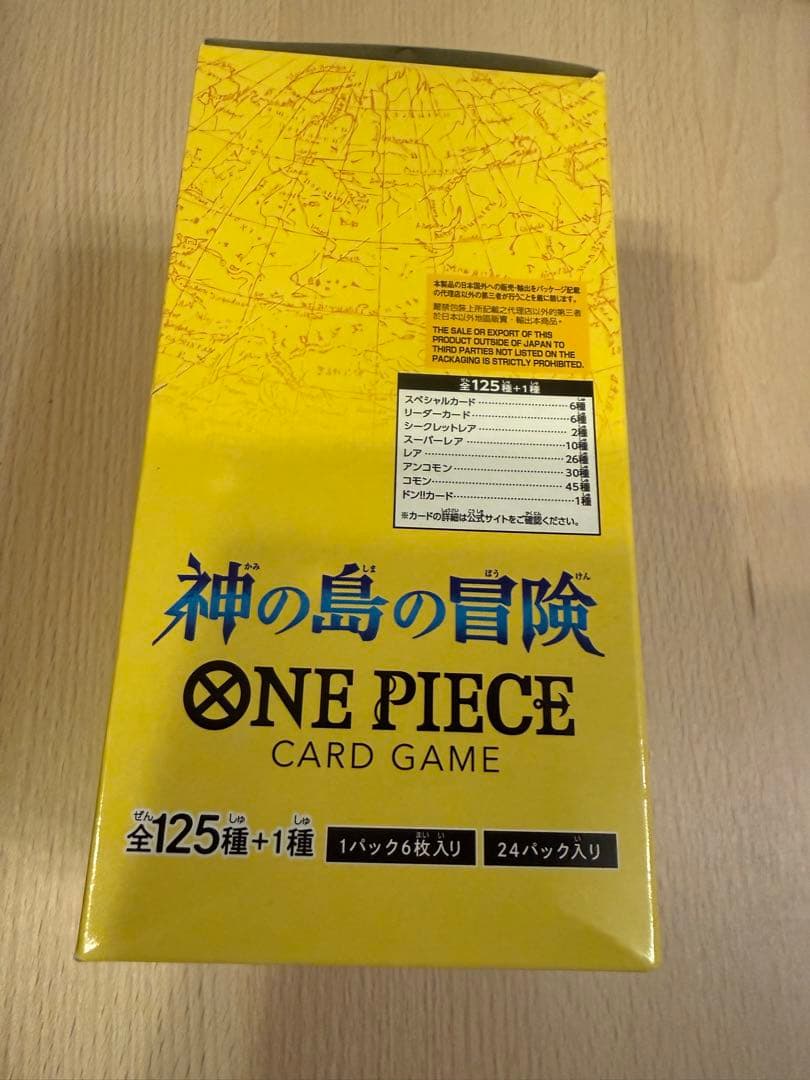 本製品の日本国外への販売・輸出をパッケージ記載
の代理店以外の第三者が行うことを厳に禁じます。
嚴禁包裝上所記載之代理店以外的第三者
於日本以外地區販賣・輸出本商品。
THE SALE OR EXPORT OF THIS
PRODUCT OUTSIDE OF JAPAN TO
THIRD PARTIES NOT LISTED ON THE
PACKAGING IS STRICTLY PROHIBITED.
全125種+1種
スペシャルカード 6種
リーダーカード 6種
シークレットレア 2種
スーパーレア 10種
レア 26種
アンコモン 30種
コモン 45種
ドン!!カード 1種
※カードの詳細は公式サイトをご確認ください。
神の島の冒険
ONE PIECE
CARD GAME
全125種+1種 1パック6枚入り 24パック入り